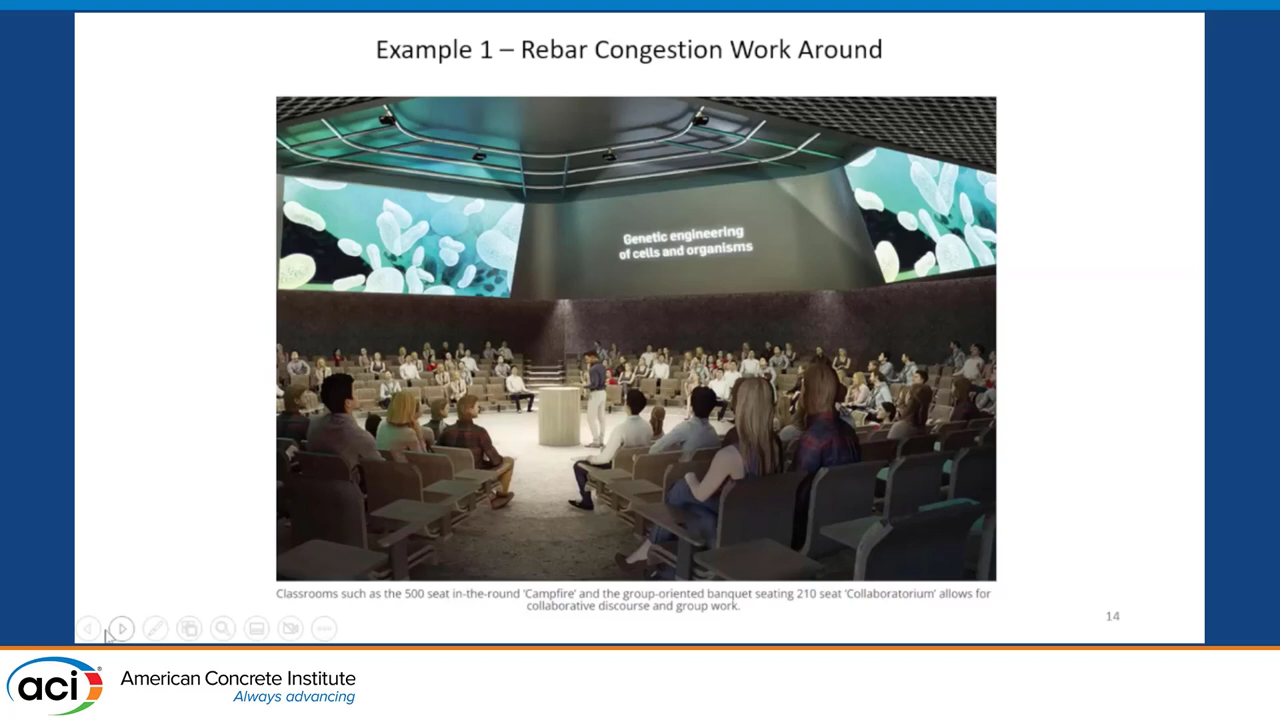 Example 1 – Rebar Congestion Work Around
Genetic engineering
of cells and organisms
Classrooms such as the 500 seat in-the-round ‘Campfire’ and the group-oriented banquet seating 210 seat ‘Collaboratorium’ allows for
collaborative discourse and group work.
14
aci®
American Concrete Institute
Always advancing